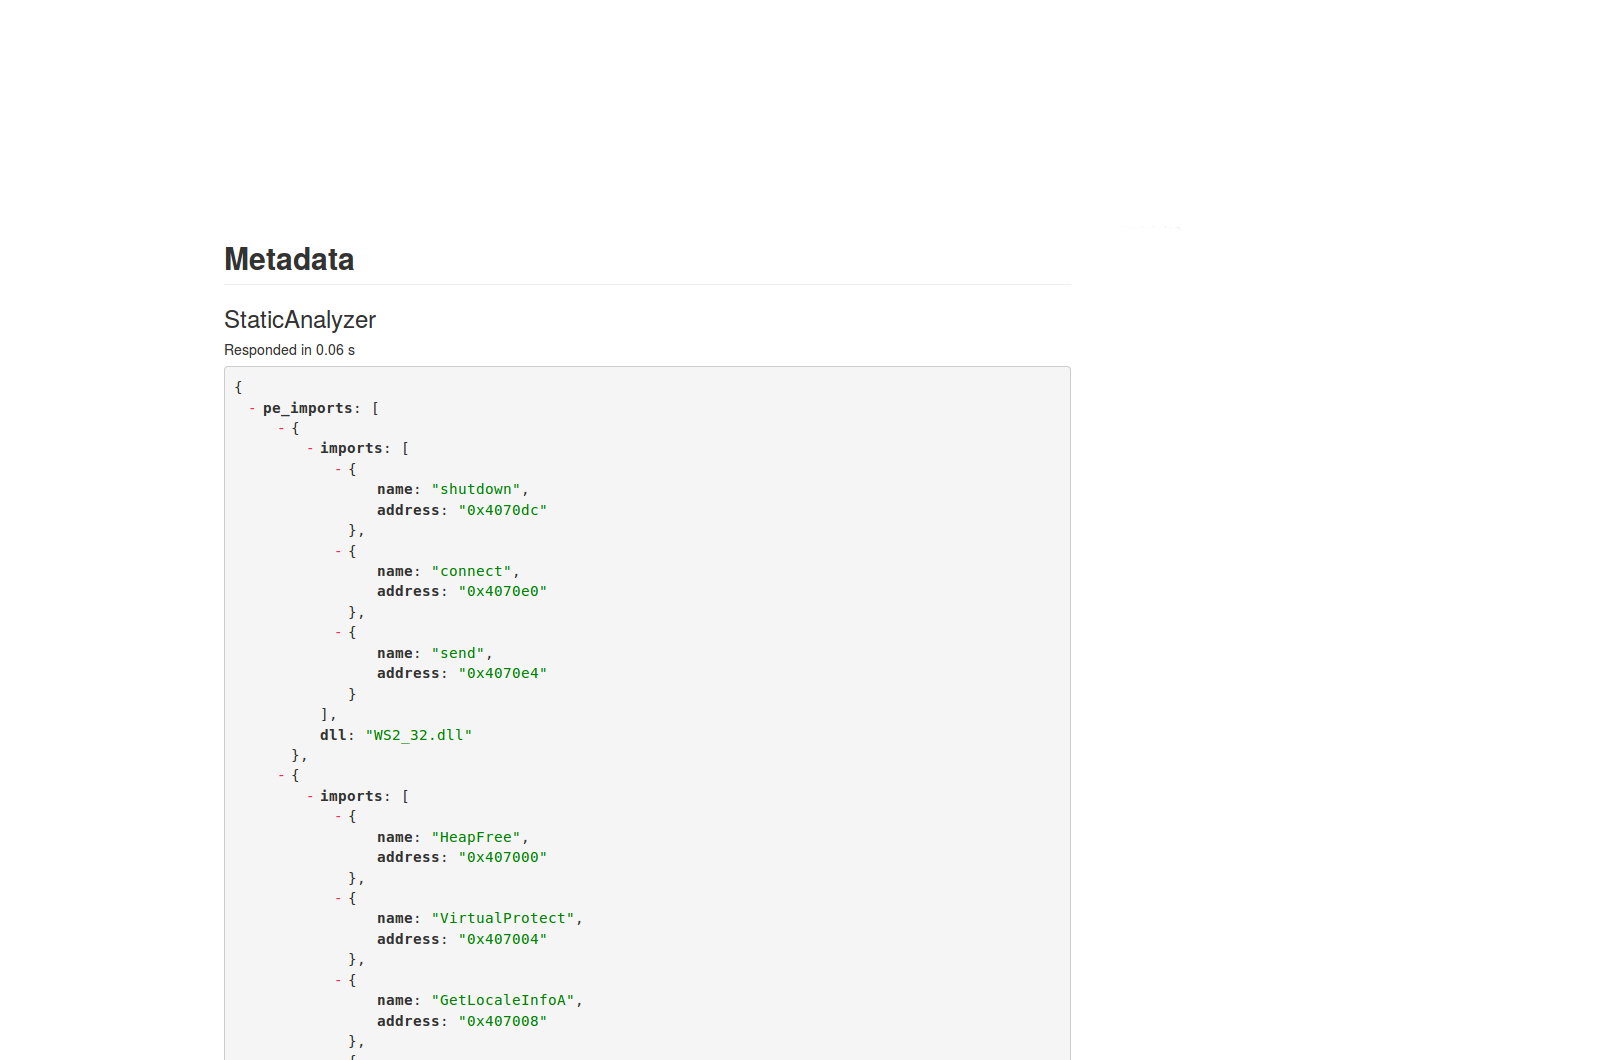 Metadata
StaticAnalyzer
Responded in 0.06 s
{
- pe_imports: [
- {
- imports: [
- {
name: "shutdown",
address: "0x4070dc"
},
- {
name: "connect",
address: "0x4070e0"
},
- {
name: "send",
address: "0x4070e4"
}
],
dll: "WS2_32.dll"
},
- {
- imports: [
- {
name: "HeapFree",
address: "0x407000"
},
- {
name: "VirtualProtect",
address: "0x407004"
},
- {
name: "GetLocaleInfoA",
address: "0x407008"
},